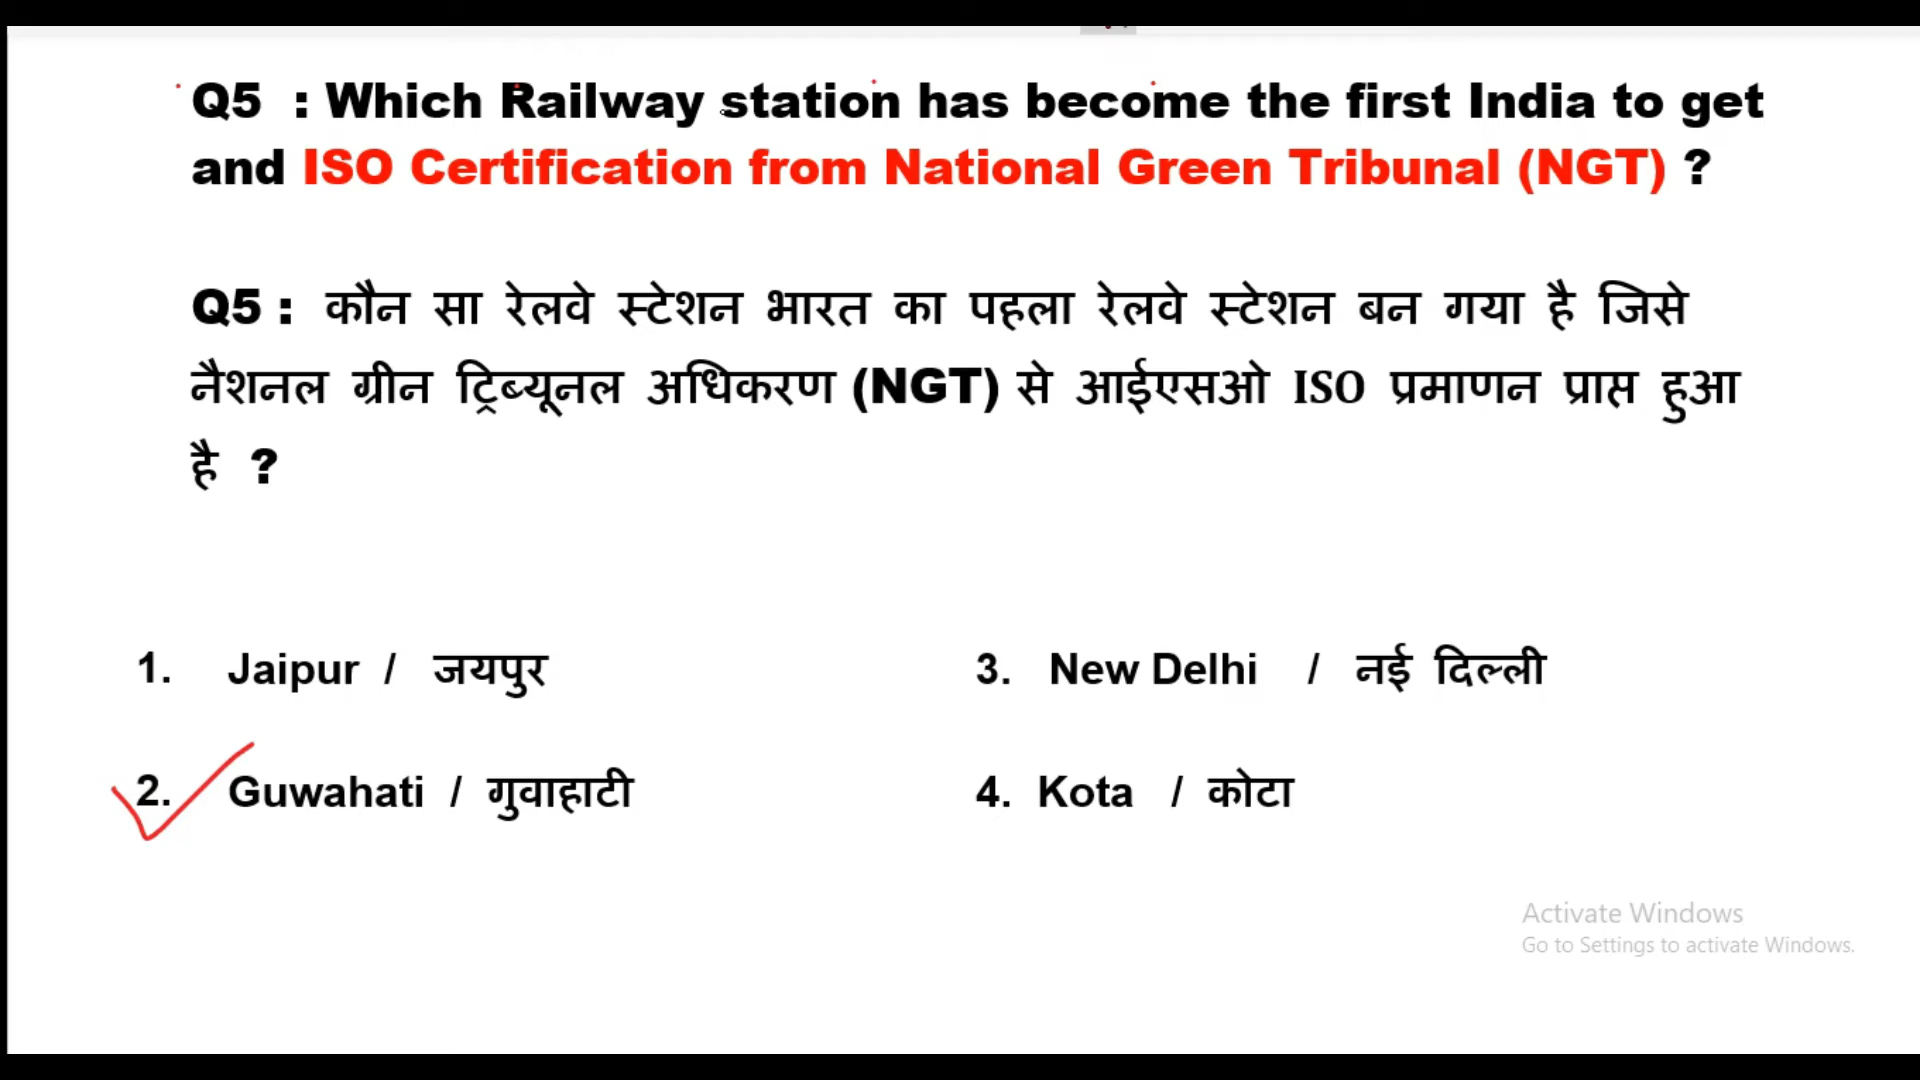 Q5 : Which Railway station has become the first India to get
and ISO Certification from National Green Tribunal (NGT) ?
Q5 : कौन सा रेलवे स्टेशन भारत का पहला रेलवे स्टेशन बन गया है जिसे
नैशनल ग्रीन ट्रिब्यूनल अधिकरण (NGT) से आईएसओ ISO प्रमाणन प्राप्त हुआ
है ?
1. Jaipur / जयपुर
3. New Delhi / नई दिल्ली
2. Guwahati / गुवाहाटी
4. Kota / कोटा
Activate Windows
Go to Settings to activate Windows.